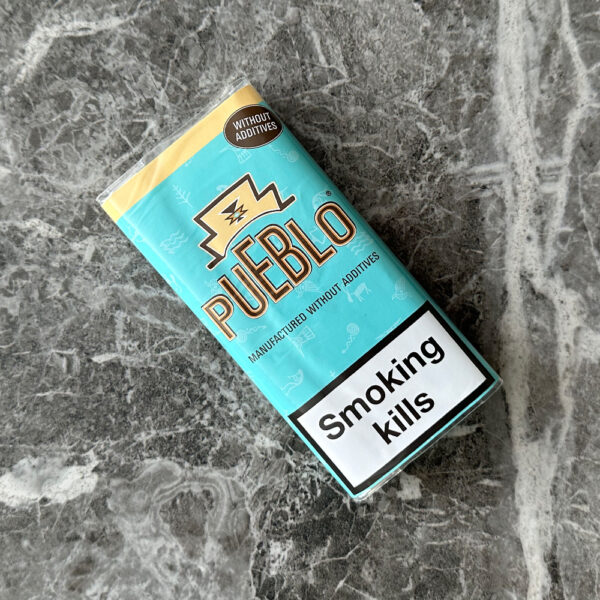 WITHOUT
ADDITIVES
PUEBLO®
MANUFACTURED WITHOUT ADDITIVES
Smoking
kills